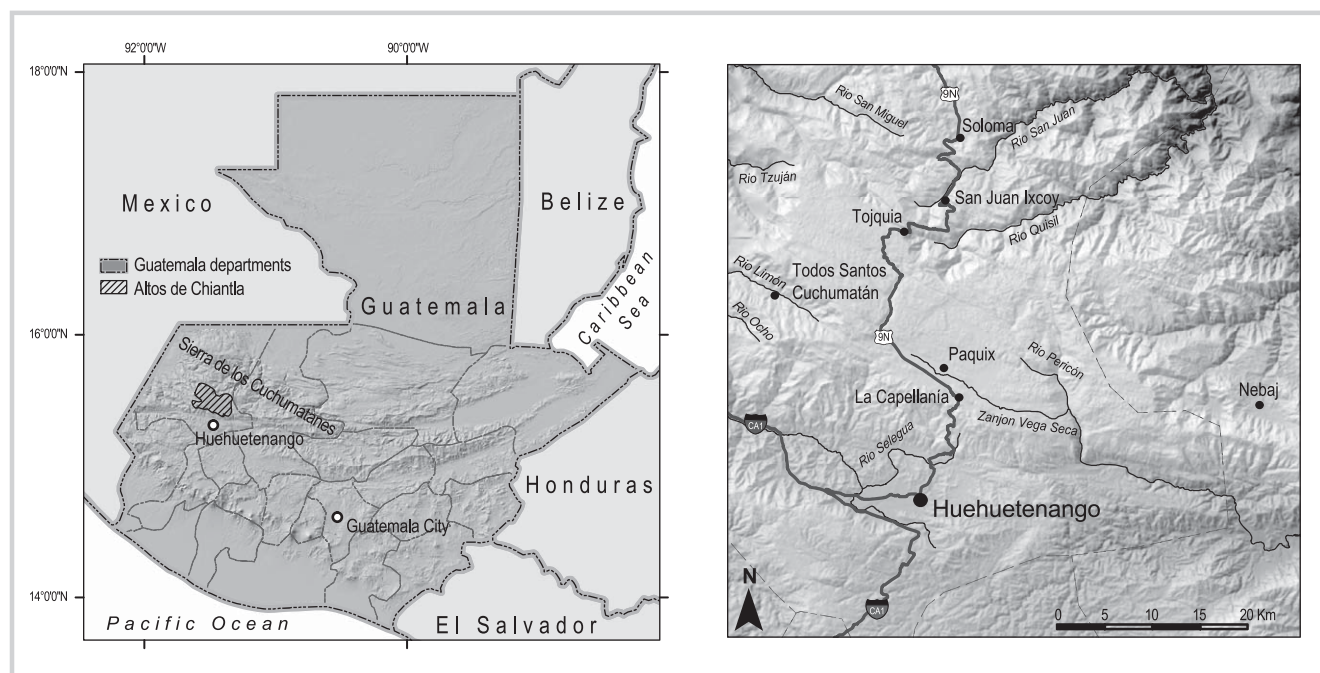 92°0'0"W
90°0'0"W
18°0'0"N
16°0'0"N
14°0'0"N
Mexico
Belize
Guatemala departments
Altos de Chiantla
Guatemala
Caribbean
Sea
Sierra de los Cuchumatanes
Huehuetenango
Honduras
Guatemala City
Pacific Ocean
El Salvador
9N
Rio San Miguel
Soloma
Rio San Juan
Rio Tzuján
San Juan Ixcoy
Tojquia
Rio Quisil
Rio Limón
Todos Santos
Cuchumatán
Rio Ocho
9N
Paquix
Rio Pericón
Nebaj
La Capellanía
Zanjon Vega Seca
CA1
Rio Selegua
Huehuetenango
N
CA1
0 5 10 15 20 Km